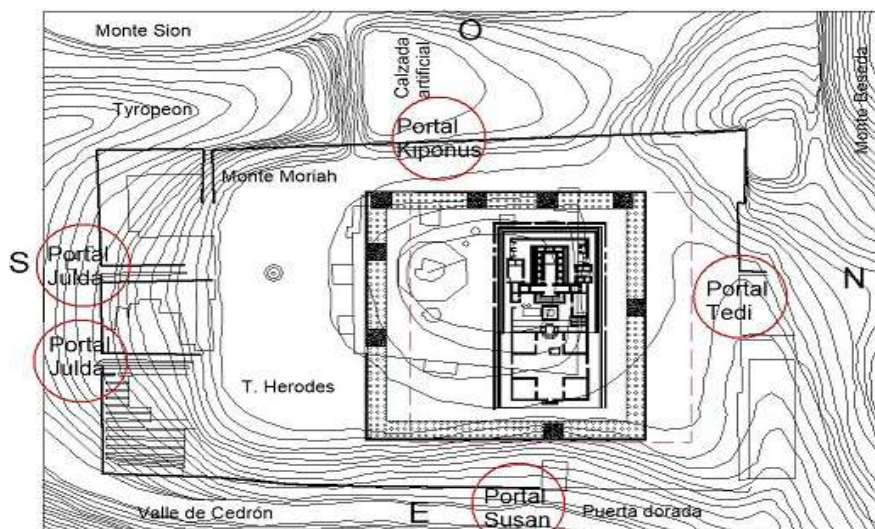 Monte Sion
O
Calzada
artificial
Monte Beseda
Tyropeon
Portal
Kiponus
Monte Moriah
S
Portal
Julda
Portal
Tedi
N
Portal
Julda
T. Herodes
Valle de Cedrón
E
Portal
Susan
Puerta dorada